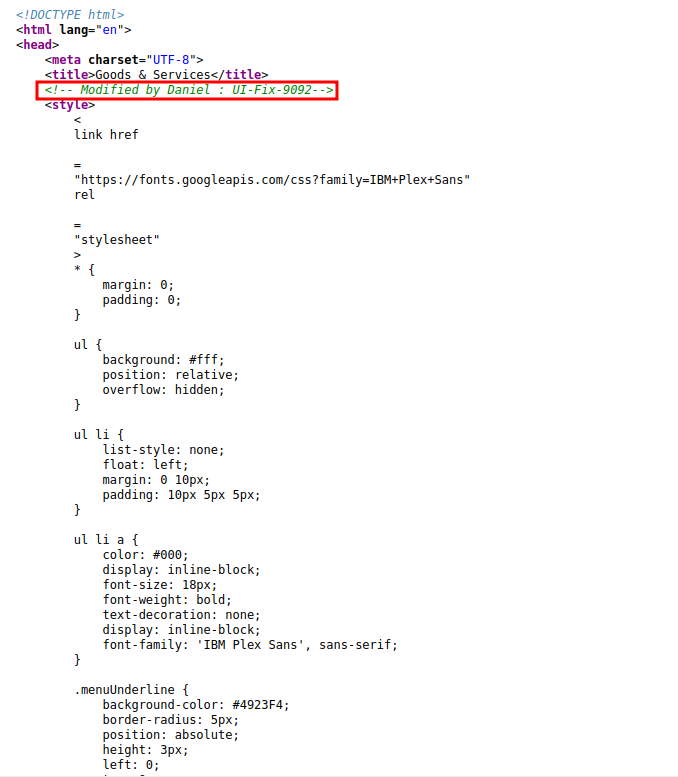 <!DOCTYPE html>
<html lang="en">
<head>
    <meta charset="UTF-8">
    <title>Goods & Services</title>
    <!-- Modified by Daniel : UI-Fix-9092-->
    <style>
        <
        link href

        =
        "https://fonts.googleapis.com/css?family=IBM+Plex+Sans"
        rel

        =
        "stylesheet"
        >
        * {
            margin: 0;
            padding: 0;
        }

        ul {
            background: #fff;
            position: relative;
            overflow: hidden;
        }

        ul li {
            list-style: none;
            float: left;
            margin: 0 10px;
            padding: 10px 5px 5px;
        }

        ul li a {
            color: #000;
            display: inline-block;
            font-size: 18px;
            font-weight: bold;
            text-decoration: none;
            display: inline-block;
            font-family: 'IBM Plex Sans', sans-serif;
        }

        .menuUnderline {
            background-color: #4923F4;
            border-radius: 5px;
            position: absolute;
            height: 3px;
            left: 0;